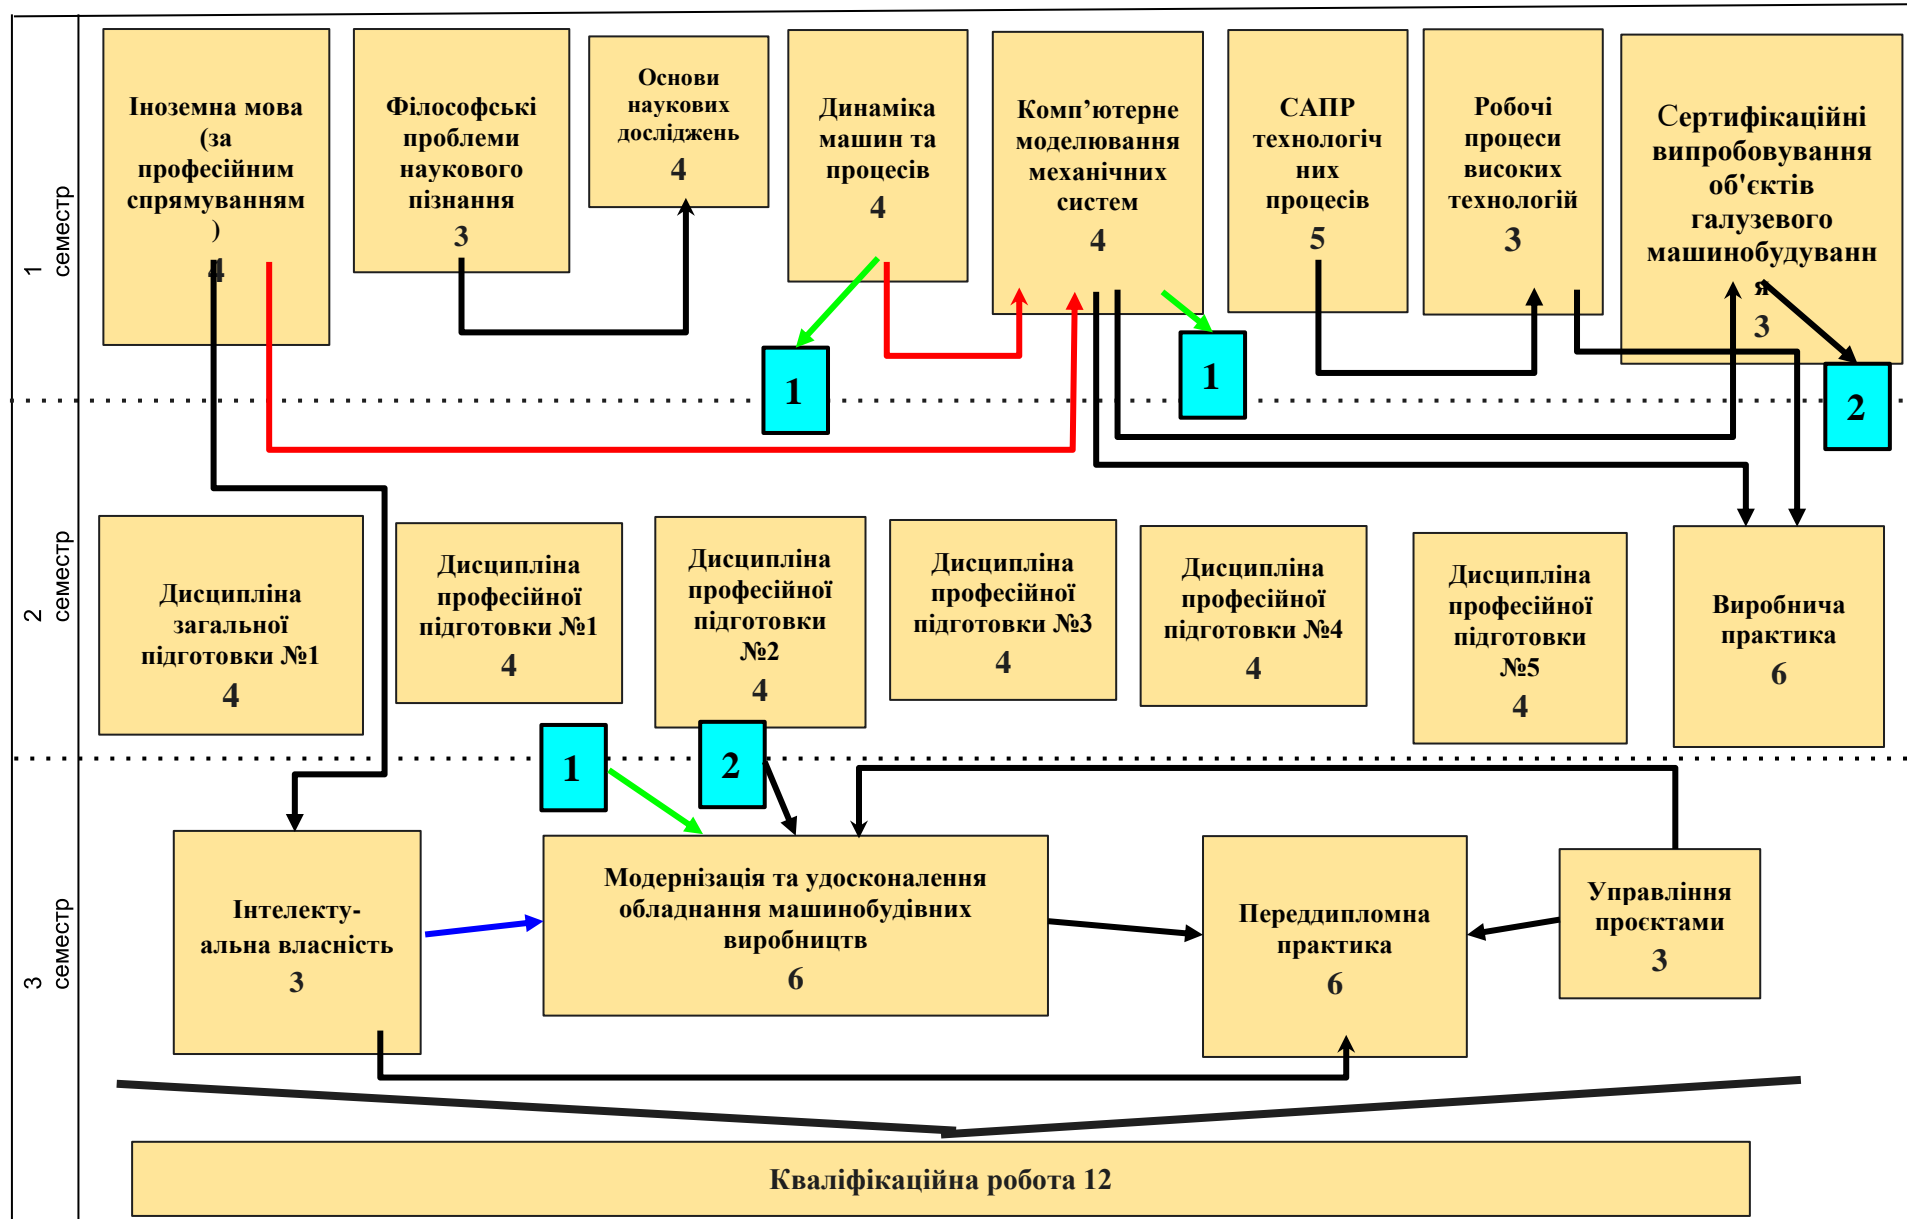 1
семестр
Іноземна мова
(за
професійним
спрямуванням
)
4
Філософські
проблеми
наукового
пізнання
3
Основи
наукових
досліджень
4
Динаміка
машин та
процесів
4
Комп’ютерне
моделювання
механічних
систем
4
САПР
технологіч
них
процесів
5
Робочі
процеси
високих
технологій
3
Сертифікаційні
випробовування
об'єктів
галузевого
машинобудуванн
я
3
1
1
2
2
семестр
Дисципліна
загальної
підготовки №1
4
Дисципліна
професійної
підготовки №1
4
Дисципліна
професійної
підготовки
№2
4
Дисципліна
професійної
підготовки №3
4
Дисципліна
професійної
підготовки №4
4
Дисципліна
професійної
підготовки
№5
4
Виробнича
практика
6
1
2
3
семестр
Інтелекту-
альна власність
3
Модернізація та удосконалення
обладнання машинобудівних
виробництв
6
Переддипломна
практика
6
Управління
проєктами
3
Кваліфікаційна робота 12